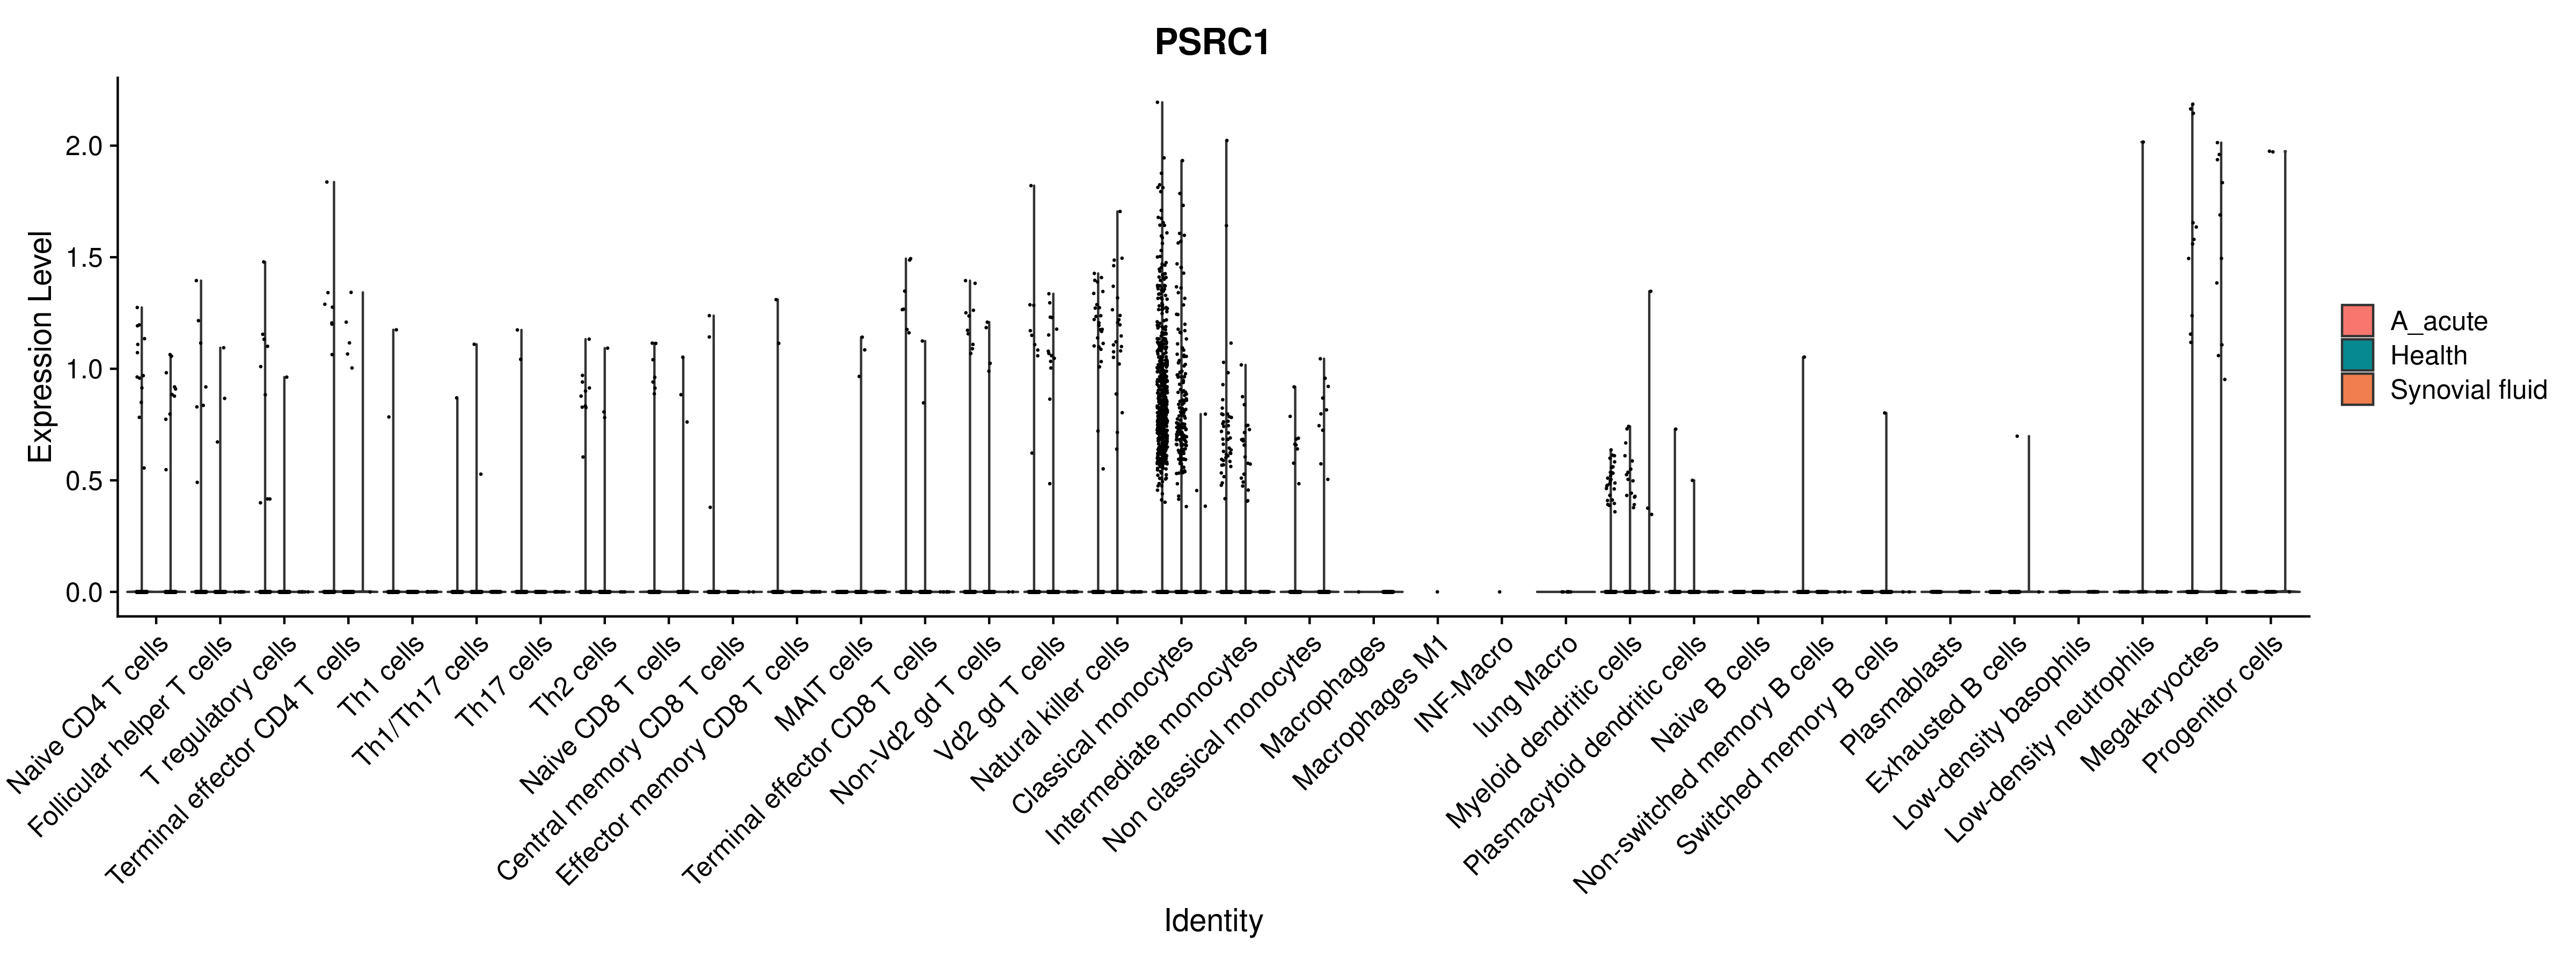 PSRC1
Expression Level
2.0
1.5
1.0
0.5
0.0
Naive CD4 T cells
Follicular helper T cells
T regulatory cells
Terminal effector CD4 T cells
Th1 cells
Th1/Th17 cells
Th17 cells
Th2 cells
Naive CD8 T cells
Central memory CD8 T cells
Effector memory CD8 T cells
MAIT cells
Terminal effector CD8 T cells
Non-Vd2 gd T cells
Vd2 gd T cells
Natural killer cells
Classical monocytes
Intermediate monocytes
Non classical monocytes
Macrophages
Macrophages M1
INF-Macro
lung Macro
Myeloid dendritic cells
Plasmacytoid dendritic cells
Naive B cells
Non-switched memory B cells
Switched memory B cells
Plasmablasts
Exhausted B cells
Low-density basophils
Low-density neutrophils
Megakaryoctes
Progenitor cells
Identity
A_acute
Health
Synovial fluid